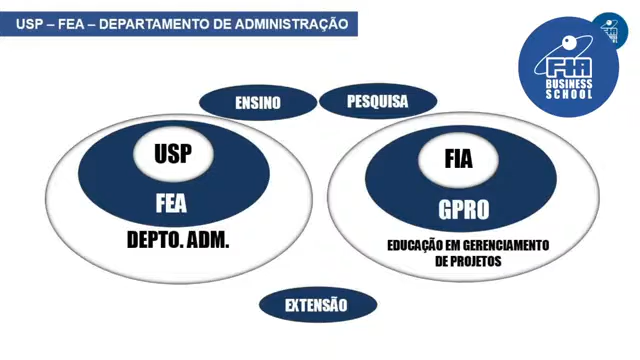 USP – FEA – DEPARTAMENTO DE ADMINISTRAÇÃO
FIA
BUSINESS
SCHOOL
ENSINO
PESQUISA
USP
FEA
DEPTO. ADM.
FIA
GPRO
EDUCAÇÃO EM GERENCIAMENTO
DE PROJETOS
EXTENSÃO